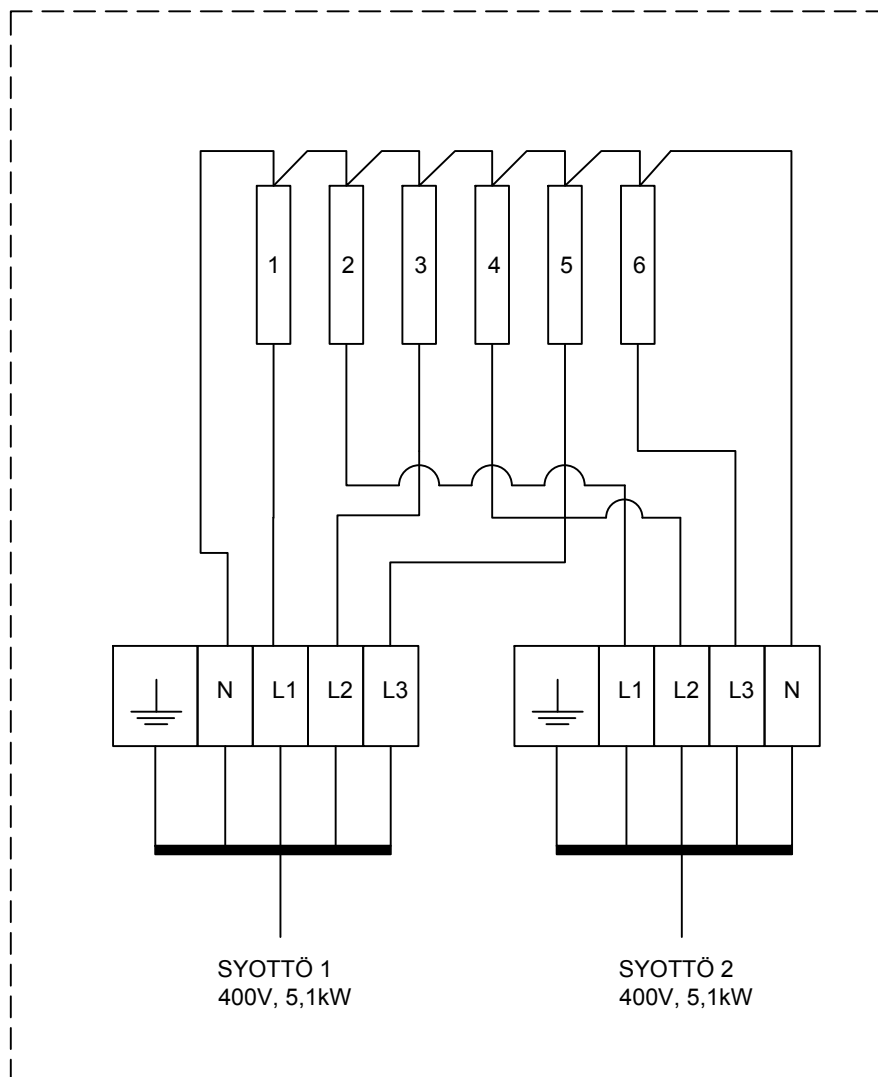 1 2 3 4 5 6
N L1 L2 L3 L1 L2 L3 N
SYOTTÖ 1
400V, 5,1kW
SYOTTÖ 2
400V, 5,1kW